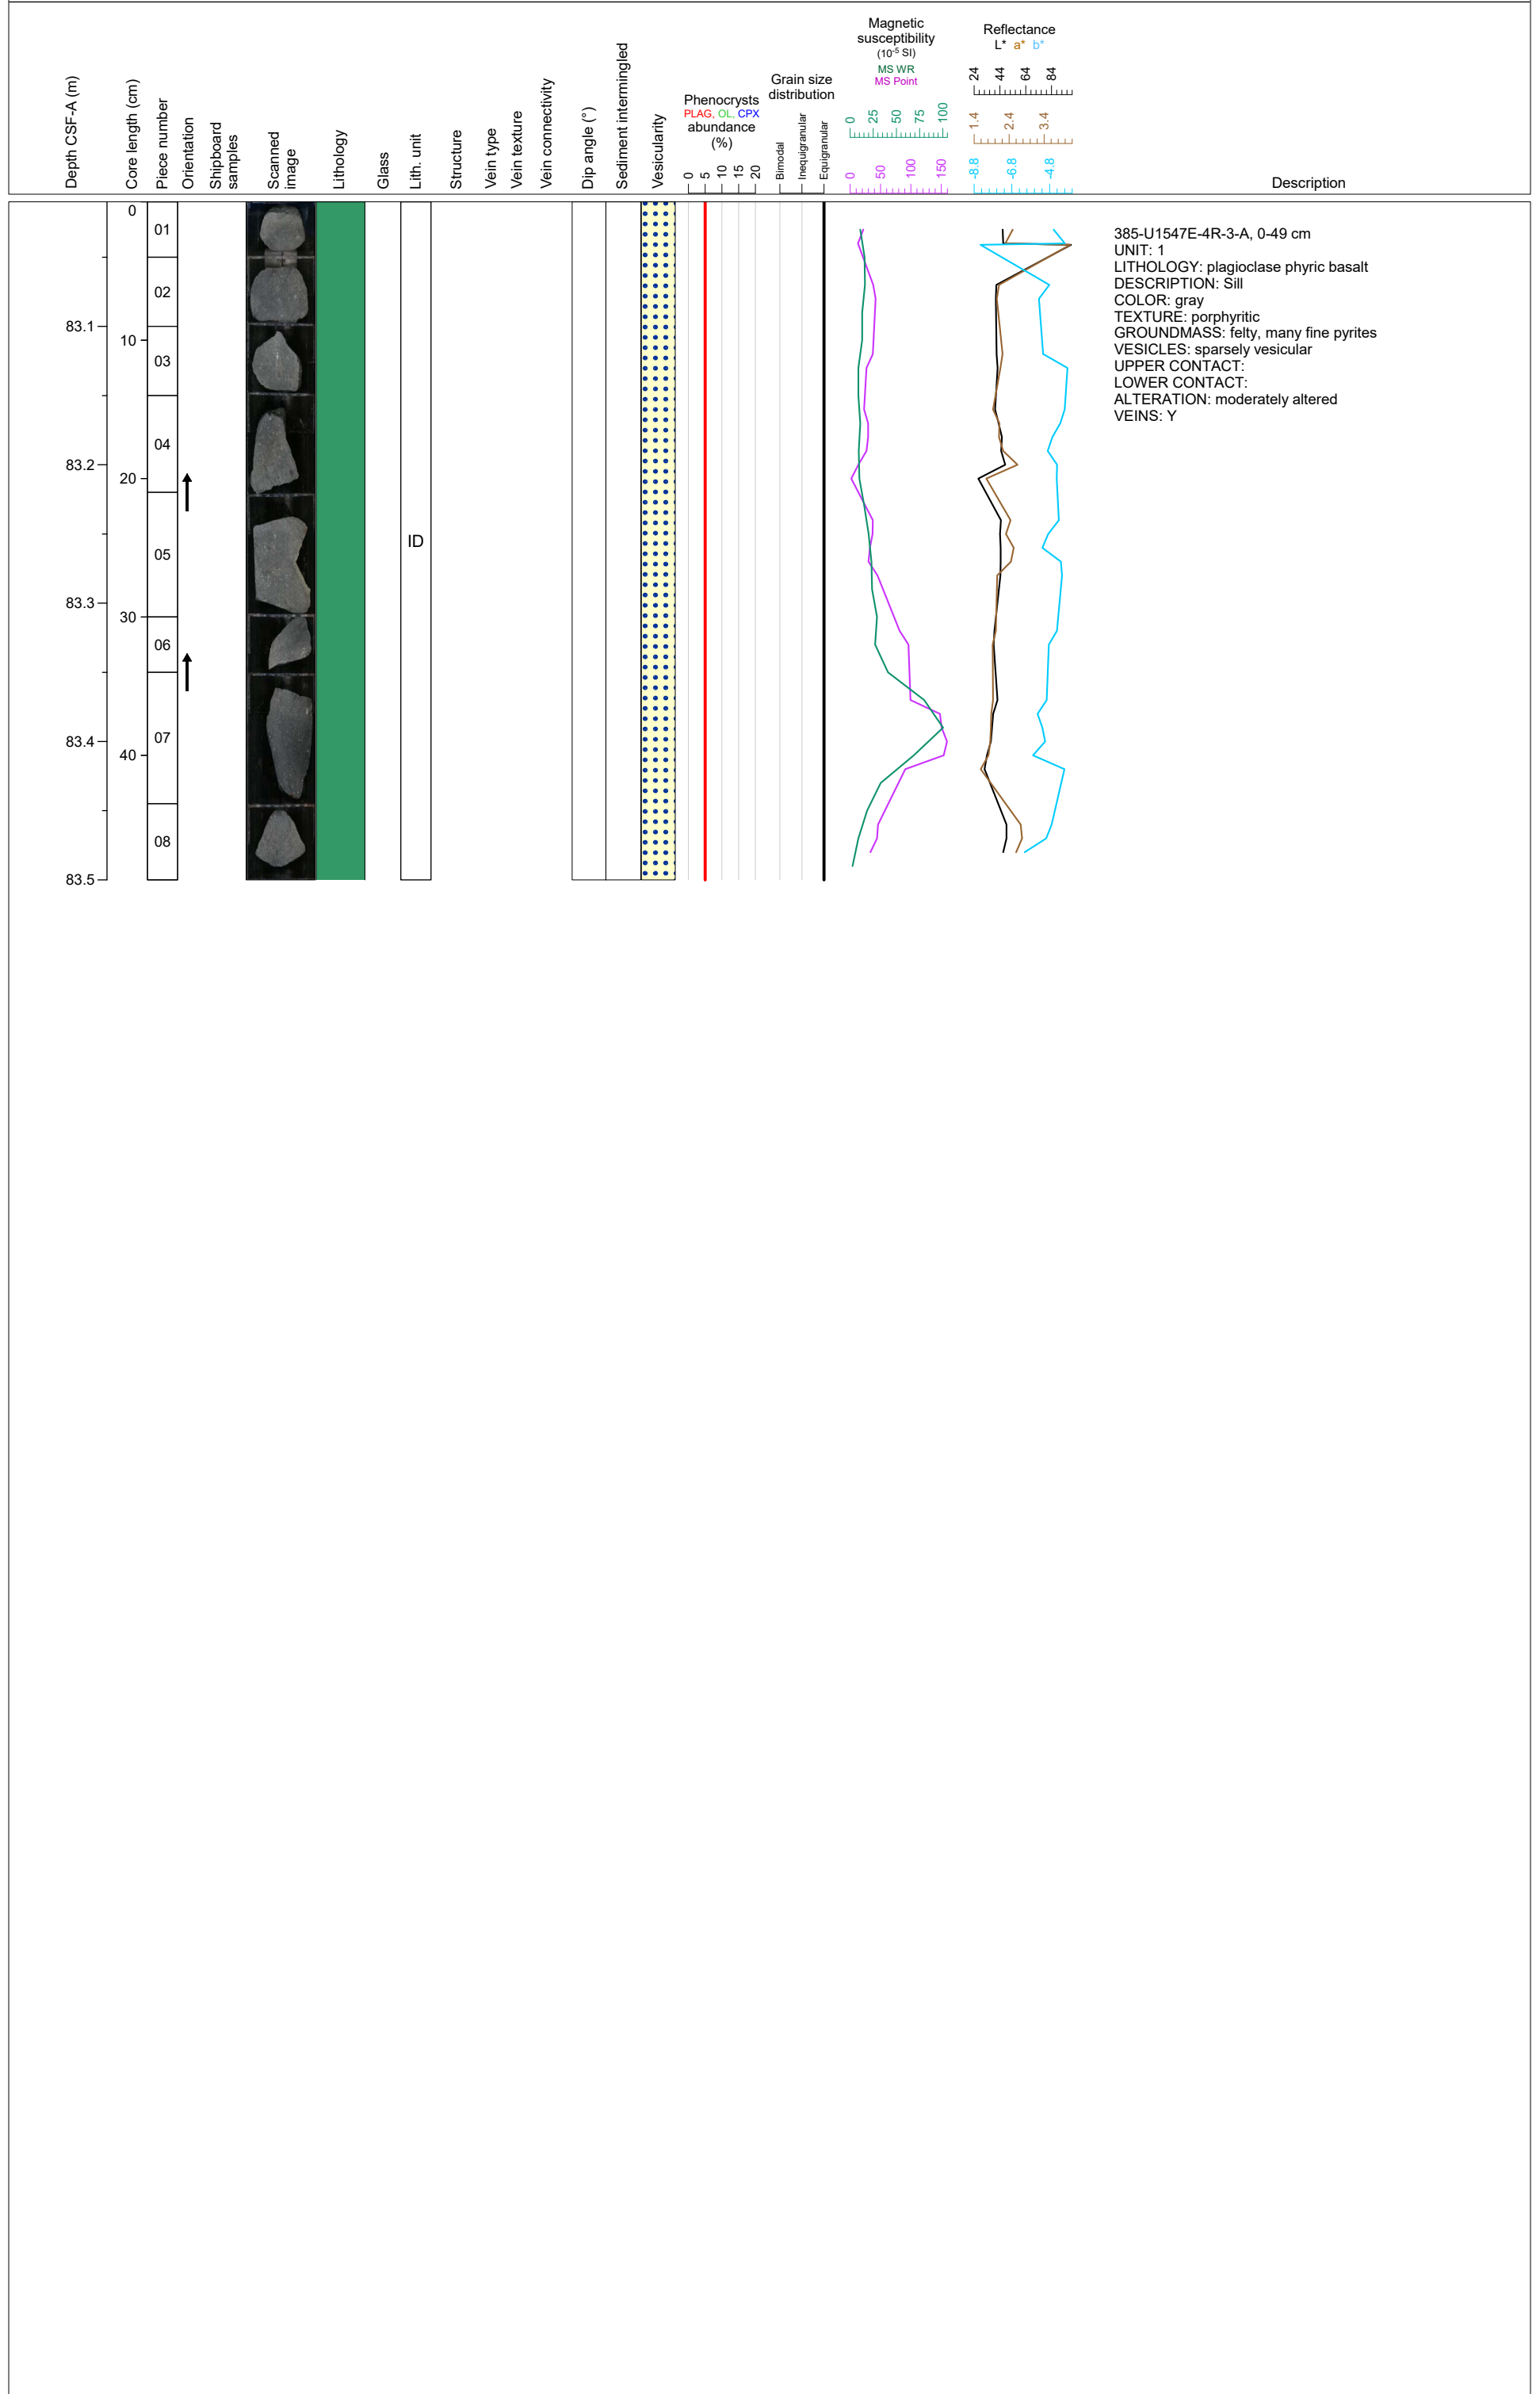 Depth CSF-A (m)
Core length (cm)
Piece number
Orientation
Shipboard
samples
Scanned
image
Lithology
Glass
Lith. unit
Structure
Vein type
Vein texture
Vein connectivity
Dip angle (°)
Sediment intermingled
Vesicularity
Phenocrysts
PLAG, OL, CPX
abundance
(%)
0 5 10 15 20
Grain size
distribution
Bimodal
Inequigranular
Equigranular
Magnetic
susceptibility
(10-5 SI)
MS WR
MS Point
0 25 50 75 100
0 50 100 150
Reflectance
L* a* b*
24 44 64 84
1.4 2.4 3.4
-8.8 -6.8 -4.8
Description
0
01
02
83.1
10
03
04
83.2
20
05
ID
83.3
30
06
07
83.4
40
08
83.5
385-U1547E-4R-3-A, 0-49 cm
UNIT: 1
LITHOLOGY: plagioclase phyric basalt
DESCRIPTION: Sill
COLOR: gray
TEXTURE: porphyritic
GROUNDMASS: felty, many fine pyrites
VESICLES: sparsely vesicular
UPPER CONTACT:
LOWER CONTACT:
ALTERATION: moderately altered
VEINS: Y